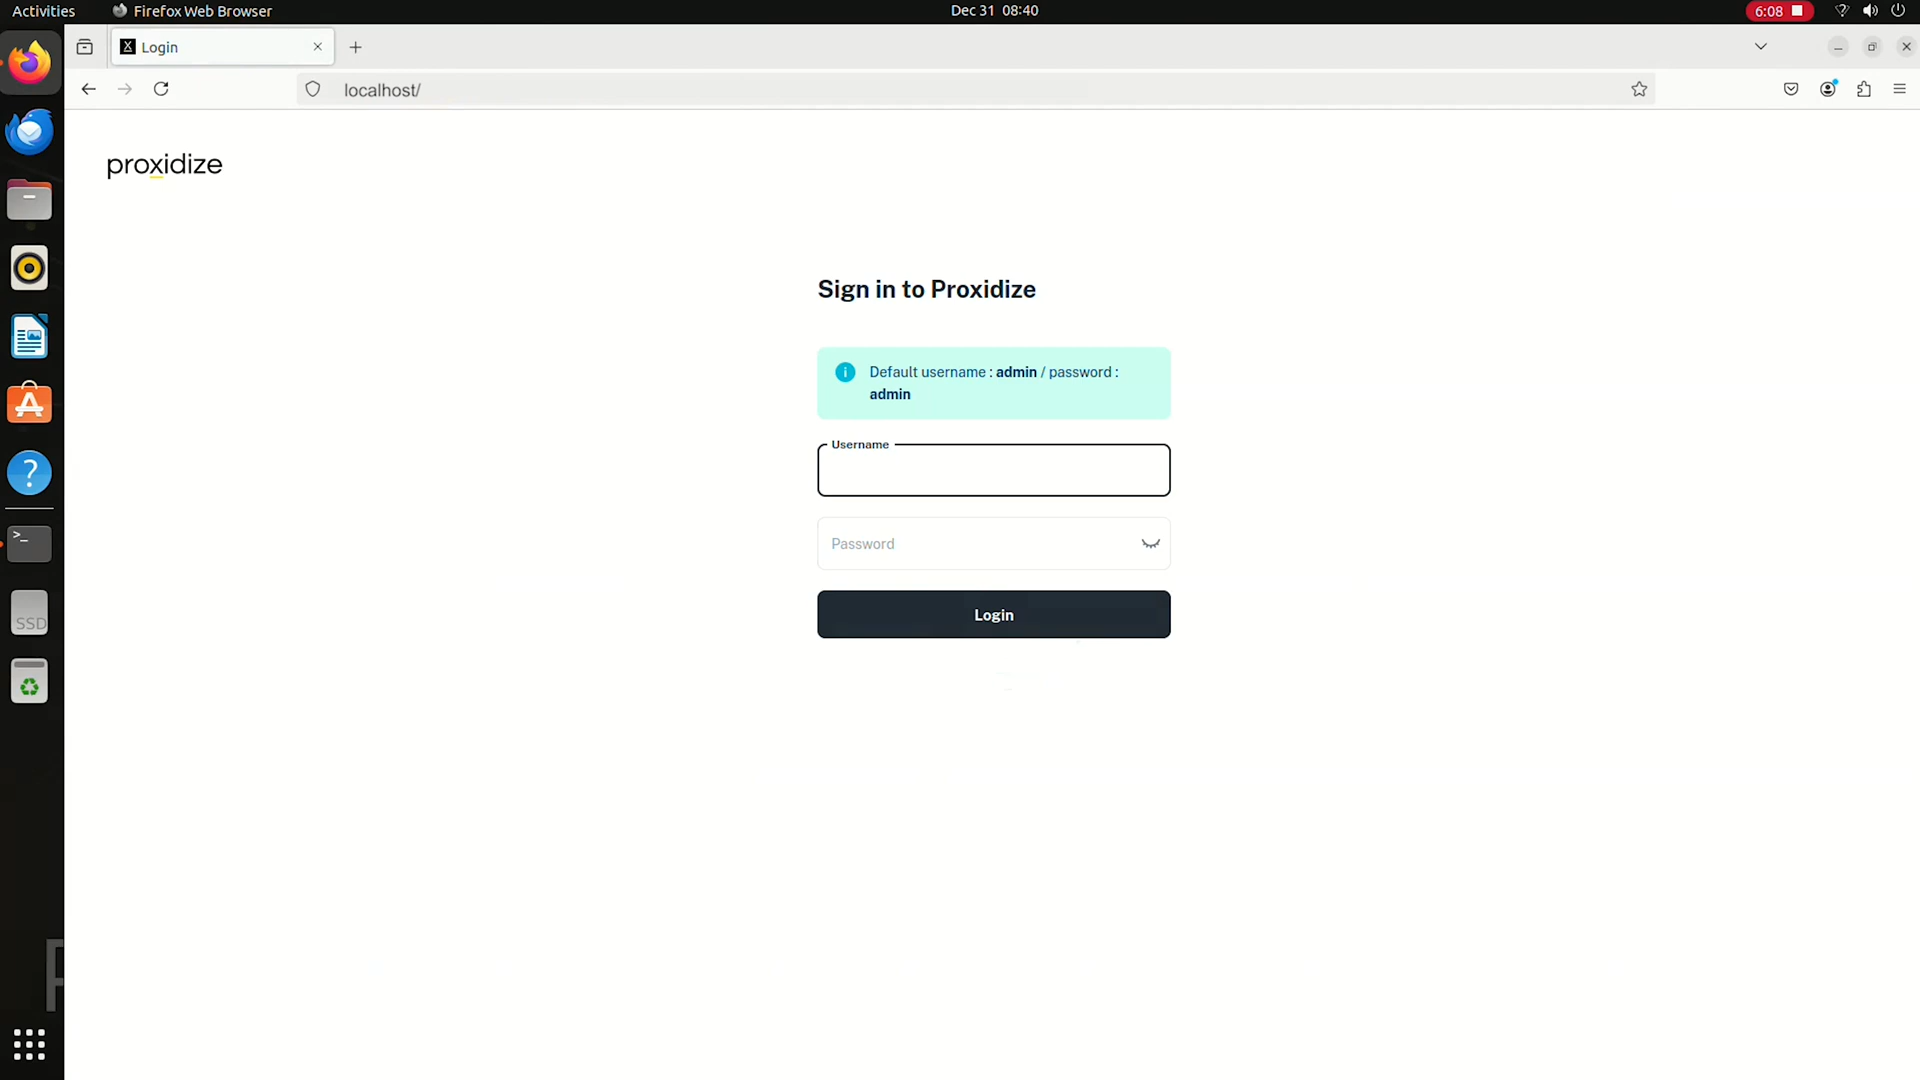 Activities
Firefox Web Browser
Dec 31 08:40
6:08
Login
localhost/
proxidize
Sign in to Proxidize
Default username : admin / password :
admin
Username
Password
Login
SSD